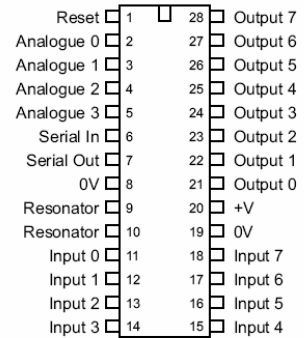 Reset 1 28 Output 7
Analogue 0 2 27 Output 6
Analogue 1 3 26 Output 5
Analogue 2 4 25 Output 4
Analogue 3 5 24 Output 3
Serial In 6 23 Output 2
Serial Out 7 22 Output 1
0V 8 21 Output 0
Resonator 9 20 +V
Resonator 10 19 0V
Input 0 11 18 Input 7
Input 1 12 17 Input 6
Input 2 13 16 Input 5
Input 3 14 15 Input 4